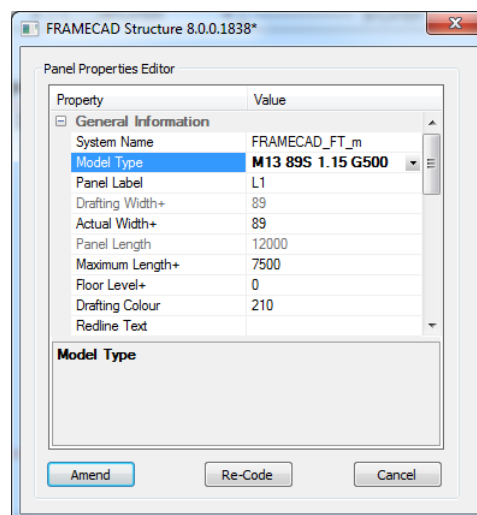 FRAMECAD Structure 8.0.0.1838*
Panel Properties Editor
Property Value
General Information
System Name FRAMECAD_FT_m
Model Type M13 89S 1.15 G500
Panel Label L1
Drafting Width+ 89
Actual Width+ 89
Panel Length 12000
Maximum Length+ 7500
Floor Level+ 0
Drafting Colour 210
Redline Text
Model Type
Amend Re-Code Cancel